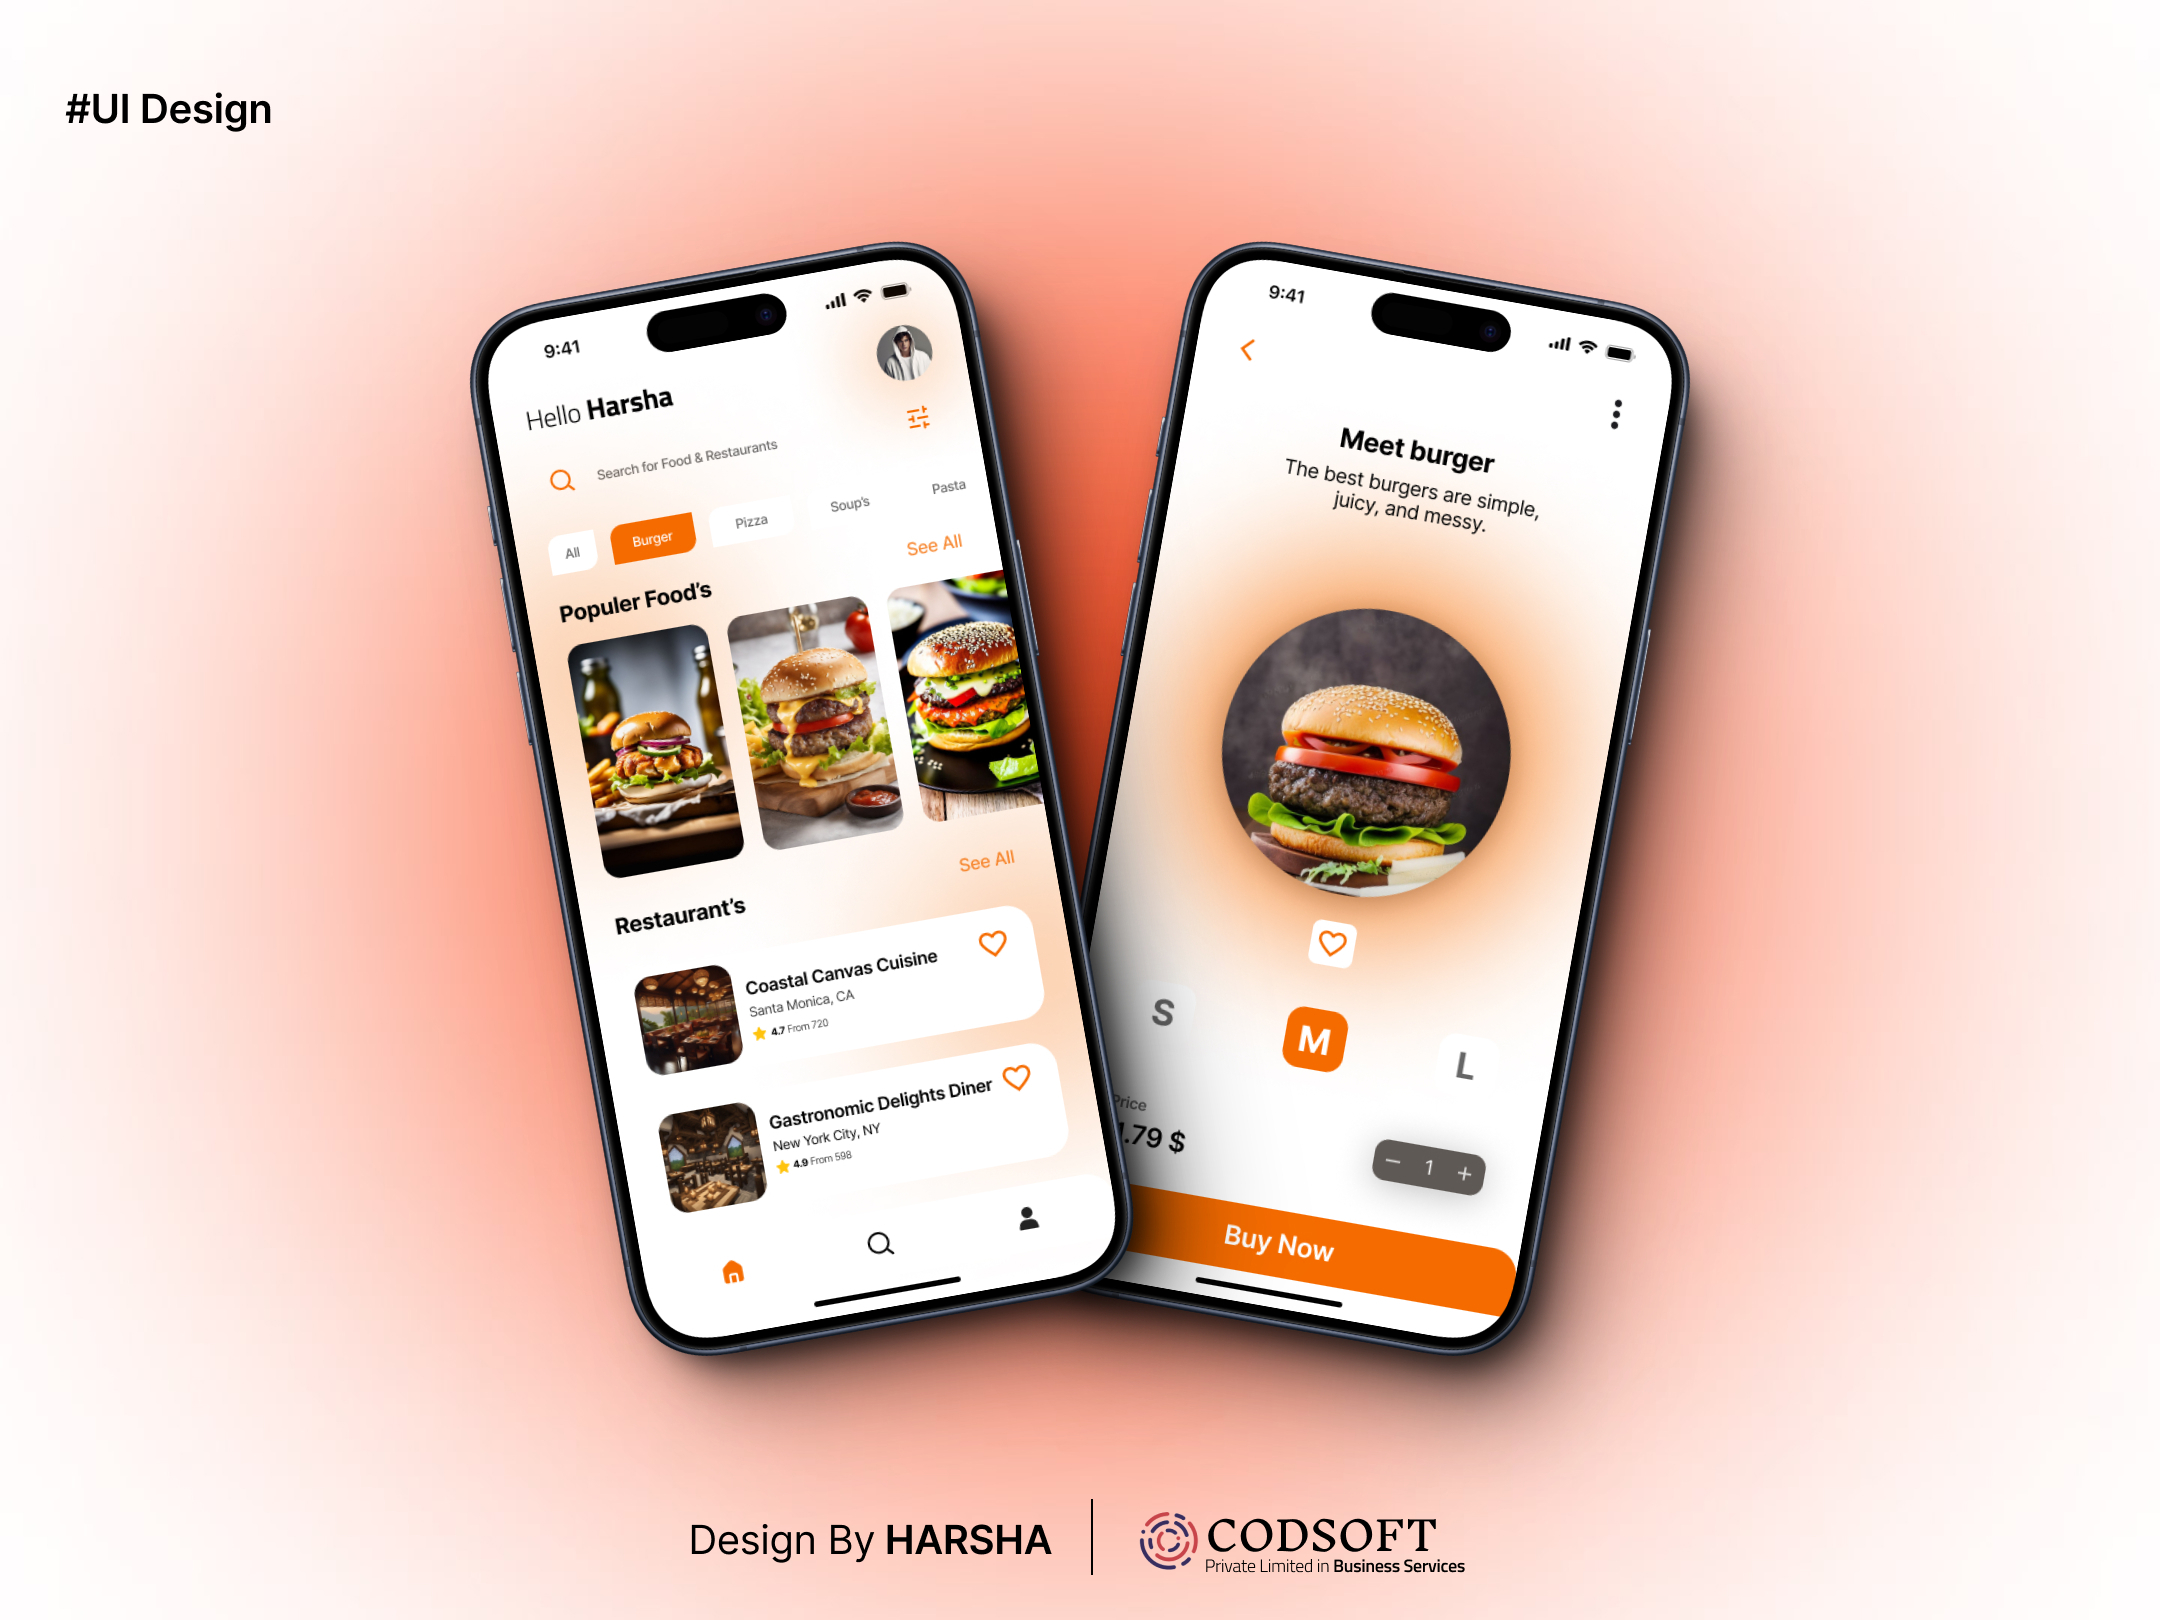 #UI Design
9:41
Hello Harsha
Search for Food & Restaurants
All
Burger
Pizza
Soup's
Pasta
See All
Populer Food's
See All
Restaurant's
Coastal Canvas Cuisine
Santa Monica, CA
4.7 From 720
Gastronomic Delights Diner
New York City, NY
4.9 From 598
9:41
Meet burger
The best burgers are simple,
juicy, and messy.
S
M
L
Price
.79 $
1
Buy Now
Design By HARSHA
CODSOFT
Private Limited in Business Services